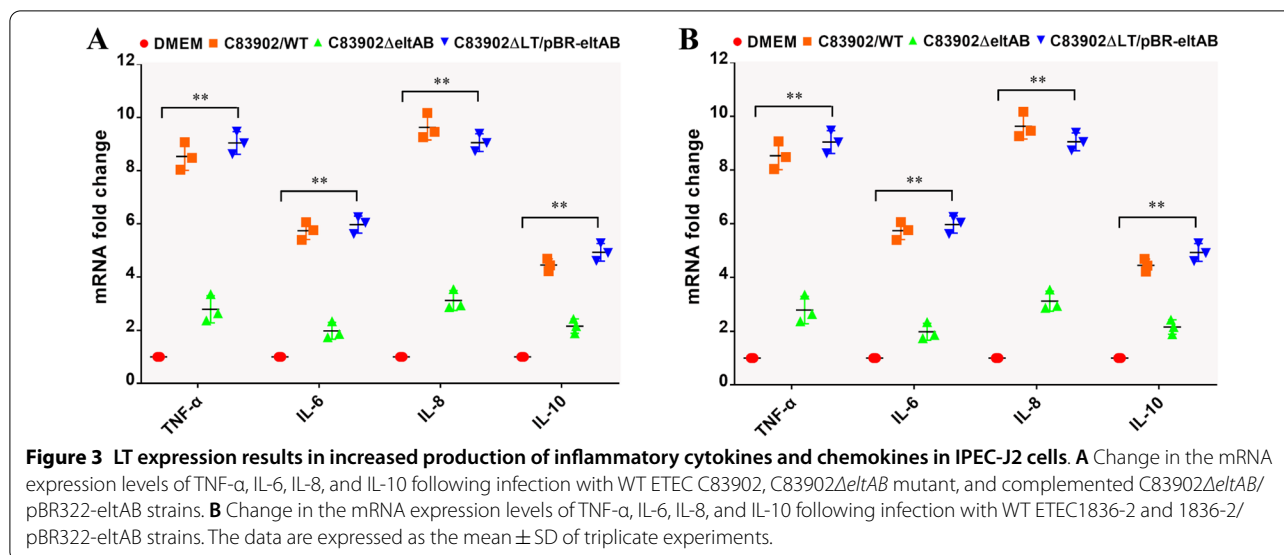 A
DMEM C83902/WT C83902ΔeltAB C83902ΔLT/pBR-eltAB
mRNA fold change
12
10
8
6
4
2
0
**
**
**
**
TNF-α IL-6 IL-8 IL-10
B
DMEM C83902/WT C83902ΔeltAB C83902ΔLT/pBR-eltAB
mRNA fold change
12
10
8
6
4
2
0
**
**
**
**
TNF-α IL-6 IL-8 IL-10
Figure 3 LT expression results in increased production of inflammatory cytokines and chemokines in IPEC-J2 cells. A Change in the mRNA
expression levels of TNF-α, IL-6, IL-8, and IL-10 following infection with WT ETEC C83902, C83902ΔeltAB mutant, and complemented C83902ΔeltAB/
pBR322-eltAB strains. B Change in the mRNA expression levels of TNF-α, IL-6, IL-8, and IL-10 following infection with WT ETEC1836-2 and 1836-2/
pBR322-eltAB strains. The data are expressed as the mean ± SD of triplicate experiments.